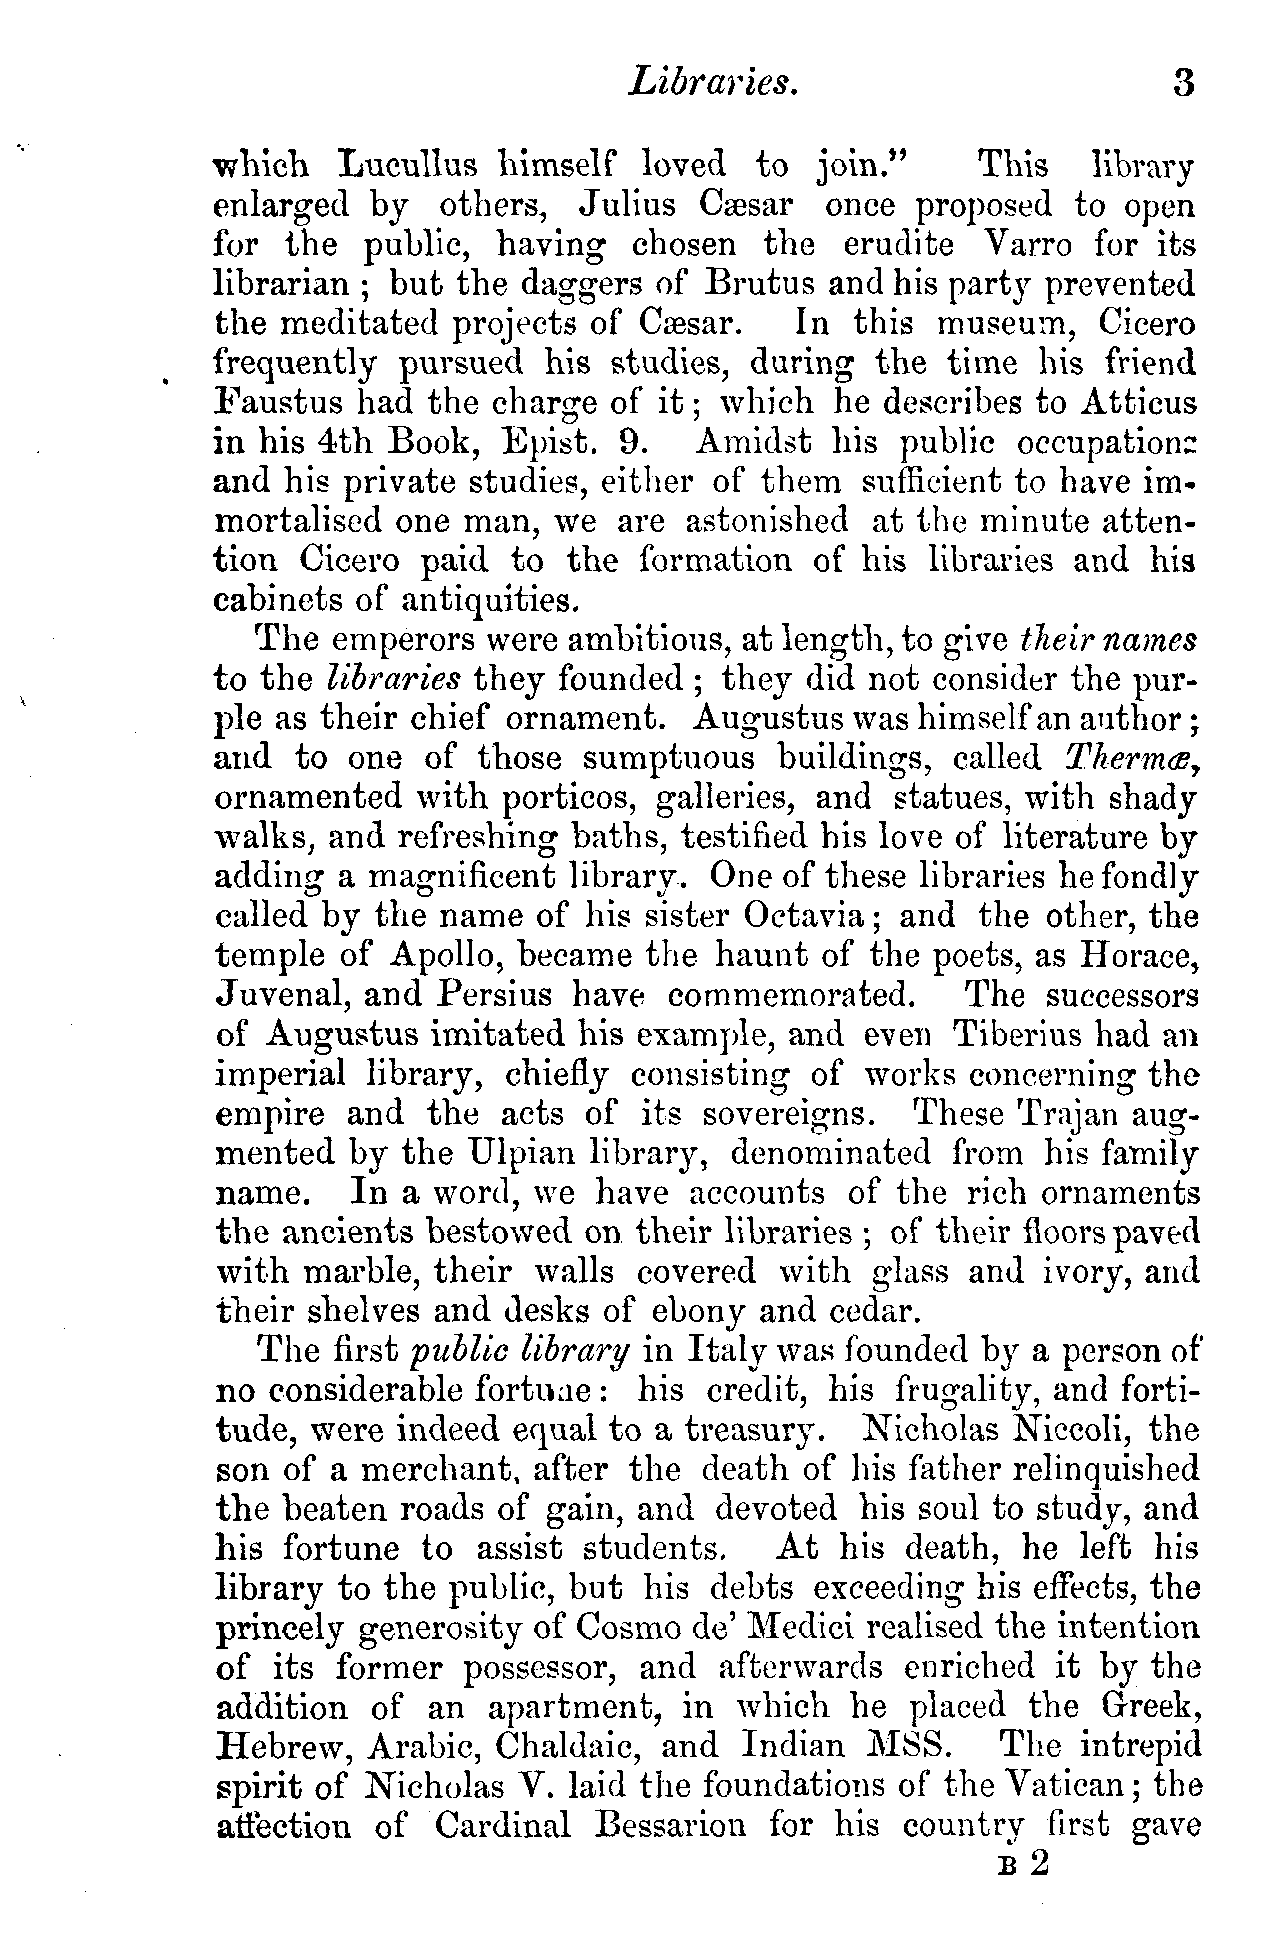 Libraries. 3
which Lucullus himself loved to join.” This library
enlarged by others, Julius Cæsar once proposed to open
for the public, having chosen the erudite Varro for its
librarian ; but the daggers of Brutus and his party prevented
the meditated projects of Cæsar. In this museum, Cicero
frequently pursued his studies, during the time his friend
Faustus had the charge of it ; which he describes to Atticus
in his 4th Book, Epist. 9. Amidst his public occupations
and his private studies, either of them sufficient to have im-
mortalised one man, we are astonished at the minute atten-
tion Cicero paid to the formation of his libraries and his
cabinets of antiquities.
The emperors were ambitious, at length, to give their names
to the libraries they founded ; they did not consider the pur-
ple as their chief ornament. Augustus was himself an author ;
and to one of those sumptuous buildings, called Thermæ,
ornamented with porticos, galleries, and statues, with shady
walks, and refreshing baths, testified his love of literature by
adding a magnificent library. One of these libraries he fondly
called by the name of his sister Octavia ; and the other, the
temple of Apollo, became the haunt of the poets, as Horace,
Juvenal, and Persius have commemorated. The successors
of Augustus imitated his example, and even Tiberius had an
imperial library, chiefly consisting of works concerning the
empire and the acts of its sovereigns. These Trajan aug-
mented by the Ulpian library, denominated from his family
name. In a word, we have accounts of the rich ornaments
the ancients bestowed on their libraries ; of their floors paved
with marble, their walls covered with glass and ivory, and
their shelves and desks of ebony and cedar.
The first public library in Italy was founded by a person of
no considerable fortune : his credit, his frugality, and forti-
tude, were indeed equal to a treasury. Nicholas Niccoli, the
son of a merchant, after the death of his father relinquished
the beaten roads of gain, and devoted his soul to study, and
his fortune to assist students. At his death, he left his
library to the public, but his debts exceeding his effects, the
princely generosity of Cosmo de’ Medici realised the intention
of its former possessor, and afterwards enriched it by the
addition of an apartment, in which he placed the Greek,
Hebrew, Arabic, Chaldaic, and Indian MSS. The intrepid
spirit of Nicholas V. laid the foundations of the Vatican ; the
affection of Cardinal Bessarion for his country first gave
B 2